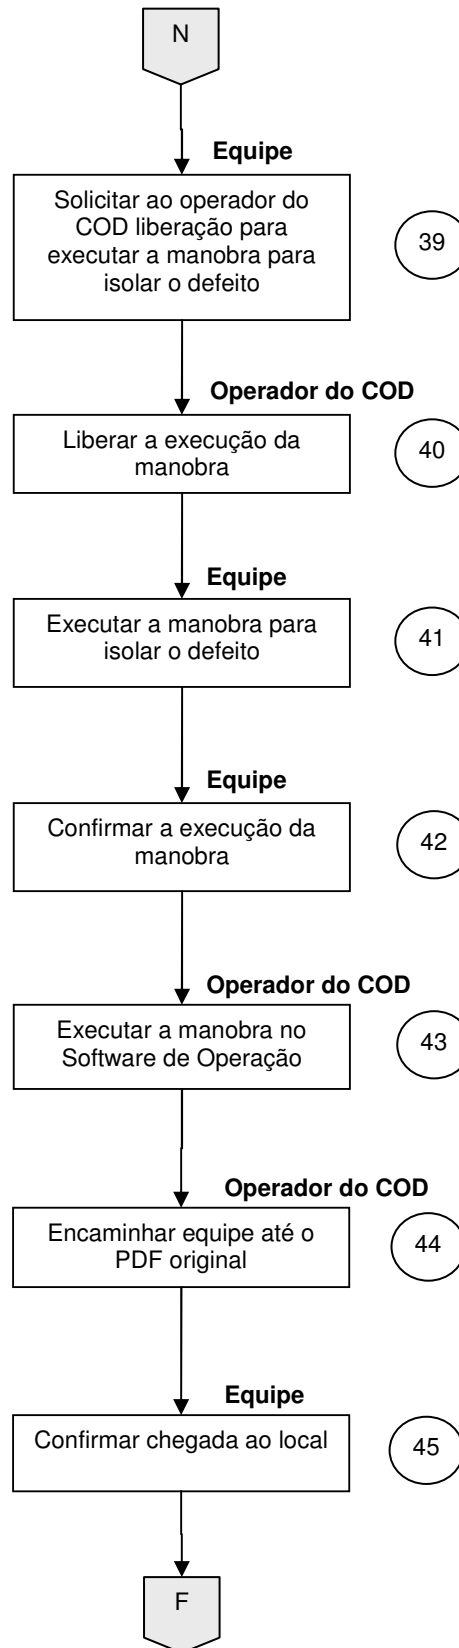 N
Equipe
Solicitar ao operador do
COD liberação para
executar a manobra para
isolar o defeito
39
Operador do COD
Liberar a execução da
manobra
40
Equipe
Executar a manobra para
isolar o defeito
41
Equipe
Confirmar a execução da
manobra
42
Operador do COD
Executar a manobra no
Software de Operação
43
Operador do COD
Encaminhar equipe até o
PDF original
44
Equipe
Confirmar chegada ao local
45
F